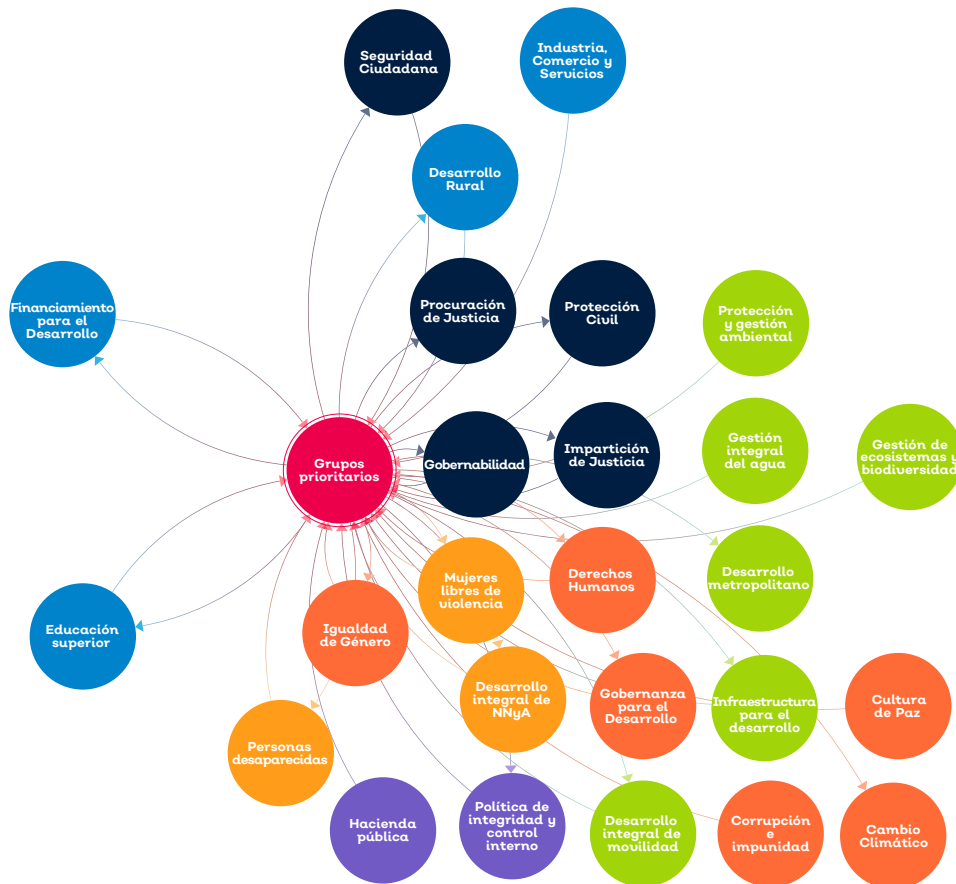 Seguridad
Ciudadana
Industria,
Comercio y
Servicios
Desarrollo
Rural
Financiamiento
para el
Desarrollo
Procuración
de Justicia
Protección
Civil
Protección
y gestión
ambiental
Grupos
prioritarios
Gobernabilidad
Impartición
de Justicia
Gestión
integral
del agua
Gestión de
ecosistemas y
biodiversidad
Mujeres
libres de
violencia
Derechos
Humanos
Desarrollo
metropolitano
Educación
superior
Igualdad
de Género
Desarrollo
integral de
NNyA
Gobernanza
para el
Desarrollo
Infraestructura
para el
desarrollo
Cultura
de Paz
Personas
desaparecidas
Hacienda
pública
Política de
integridad y
control
interno
Desarrollo
integral de
movilidad
Corrupción
e
impunidad
Cambio
Climático